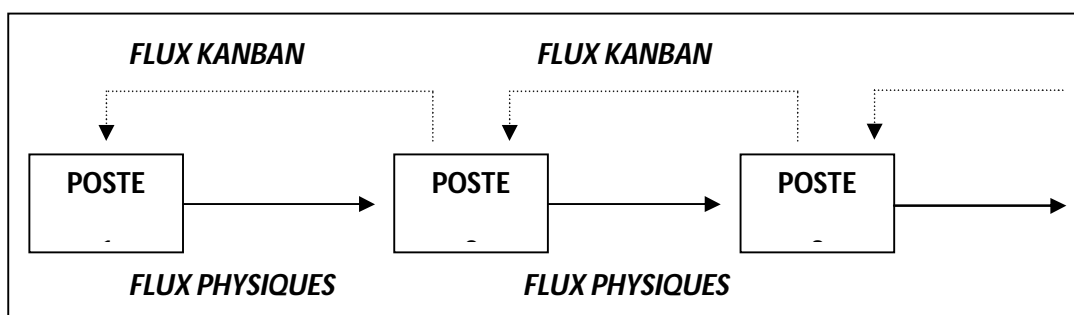 FLUX KANBAN FLUX KANBAN
POSTE POSTE POSTE
FLUX PHYSIQUES FLUX PHYSIQUES